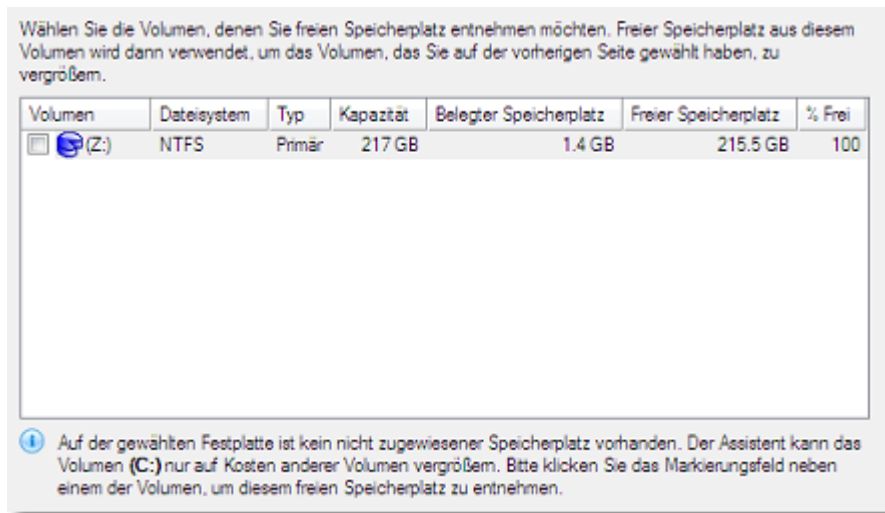 Wählen Sie die Volumen, denen Sie freien Speicherplatz entnehmen möchten. Freier Speicherplatz aus diesem
Volumen wird dann verwendet, um das Volumen, das Sie auf der vorherigen Seite gewählt haben, zu
vergrößern.
Volumen Dateisystem Typ Kapazität Belegter Speicherplatz Freier Speicherplatz % Frei
(Z:) NTFS Primär 217 GB 1.4 GB 215.5 GB 100
Auf der gewählten Festplatte ist kein nicht zugewiesener Speicherplatz vorhanden. Der Assistent kann das
Volumen (C:) nur auf Kosten anderer Volumen vergrößern. Bitte klicken Sie das Markierungsfeld neben
einem der Volumen, um diesem freien Speicherplatz zu entnehmen.